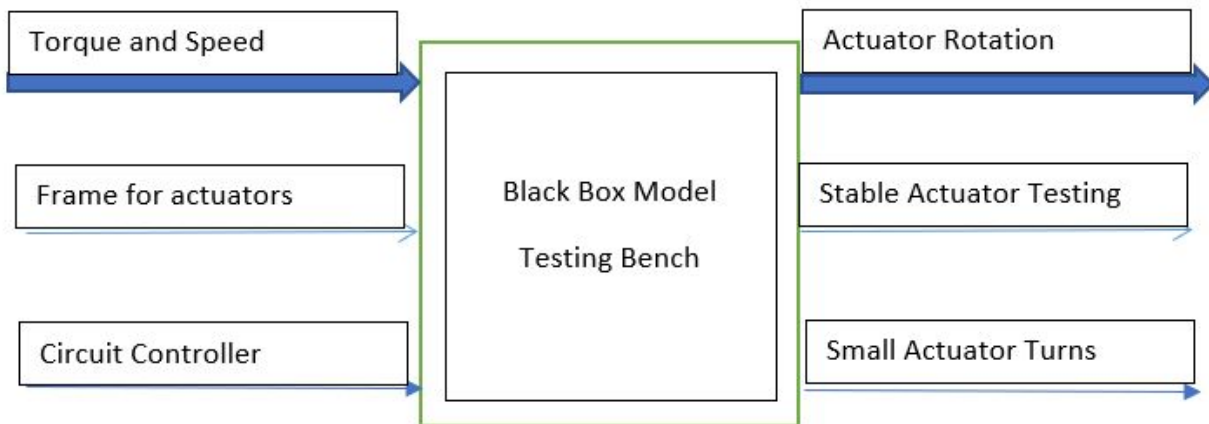 Torque and Speed
Frame for actuators
Circuit Controller
Black Box Model
Testing Bench
Actuator Rotation
Stable Actuator Testing
Small Actuator Turns